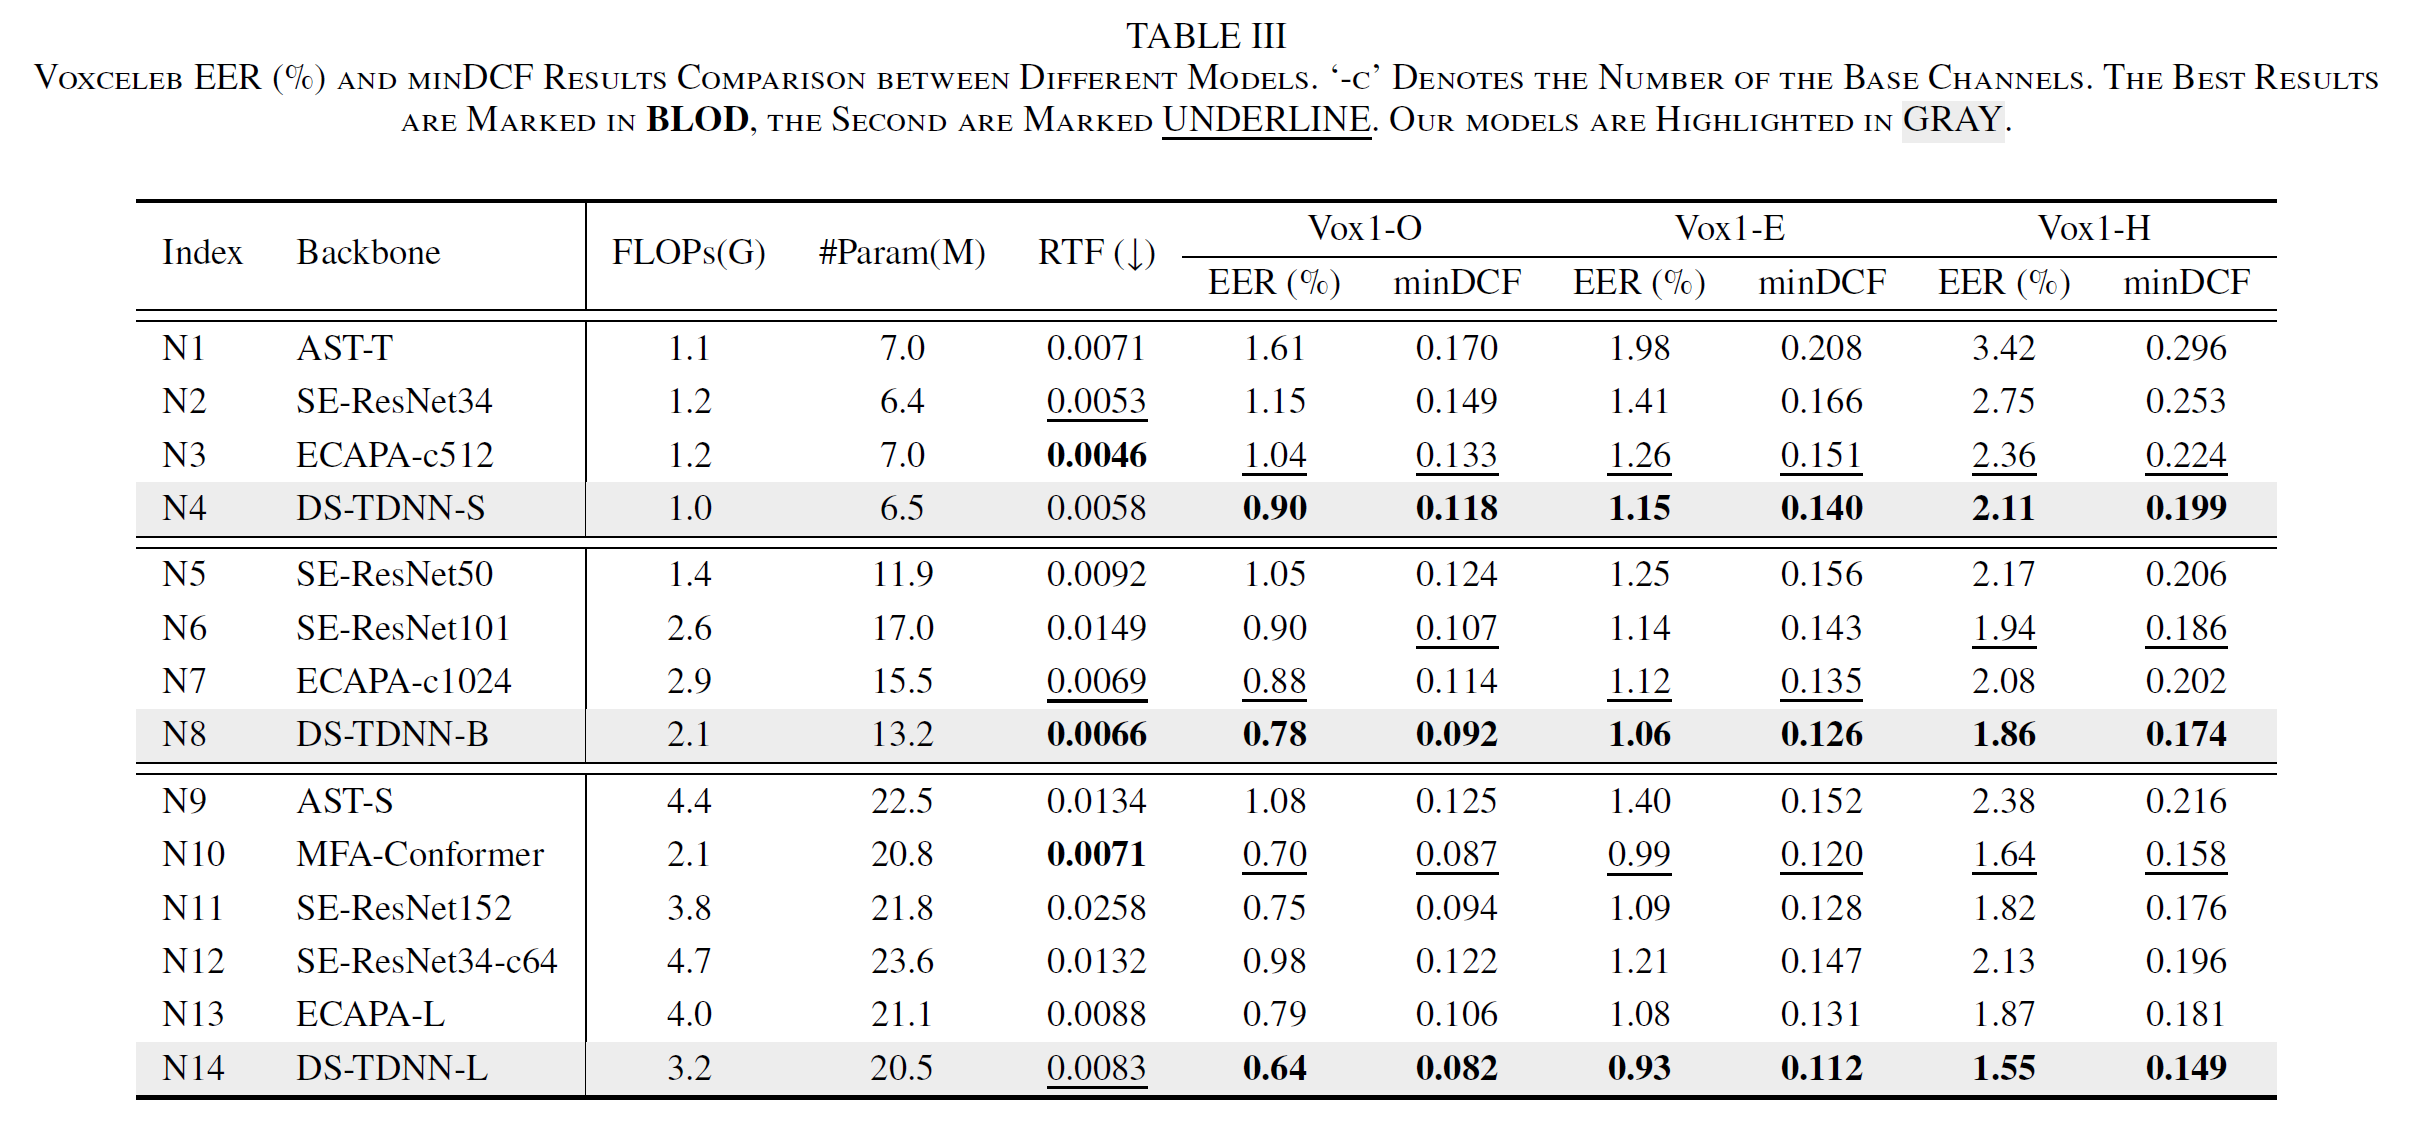 TABLE III
VOXCELEB EER (%) AND MINDCF RESULTS COMPARISON BETWEEN DIFFERENT MODELS. ‘-C’ DENOTES THE NUMBER OF THE BASE CHANNELS. THE BEST RESULTS
ARE MARKED IN BLOD, THE SECOND ARE MARKED UNDERLINE. OUR MODELS ARE HIGHLIGHTED IN GRAY.
Index Backbone FLOPs(G) #Param(M) RTF (↓) Vox1-O Vox1-E Vox1-H
EER (%) minDCF EER (%) minDCF EER (%) minDCF
N1 AST-T 1.1 7.0 0.0071 1.61 0.170 1.98 0.208 3.42 0.296
N2 SE-ResNet34 1.2 6.4 0.0053 1.15 0.149 1.41 0.166 2.75 0.253
N3 ECAPA-c512 1.2 7.0 0.0046 1.04 0.133 1.26 0.151 2.36 0.224
N4 DS-TDNN-S 1.0 6.5 0.0058 0.90 0.118 1.15 0.140 2.11 0.199
N5 SE-ResNet50 1.4 11.9 0.0092 1.05 0.124 1.25 0.156 2.17 0.206
N6 SE-ResNet101 2.6 17.0 0.0149 0.90 0.107 1.14 0.143 1.94 0.186
N7 ECAPA-c1024 2.9 15.5 0.0069 0.88 0.114 1.12 0.135 2.08 0.202
N8 DS-TDNN-B 2.1 13.2 0.0066 0.78 0.092 1.06 0.126 1.86 0.174
N9 AST-S 4.4 22.5 0.0134 1.08 0.125 1.40 0.152 2.38 0.216
N10 MFA-Conformer 2.1 20.8 0.0071 0.70 0.087 0.99 0.120 1.64 0.158
N11 SE-ResNet152 3.8 21.8 0.0258 0.75 0.094 1.09 0.128 1.82 0.176
N12 SE-ResNet34-c64 4.7 23.6 0.0132 0.98 0.122 1.21 0.147 2.13 0.196
N13 ECAPA-L 4.0 21.1 0.0088 0.79 0.106 1.08 0.131 1.87 0.181
N14 DS-TDNN-L 3.2 20.5 0.0083 0.64 0.082 0.93 0.112 1.55 0.149